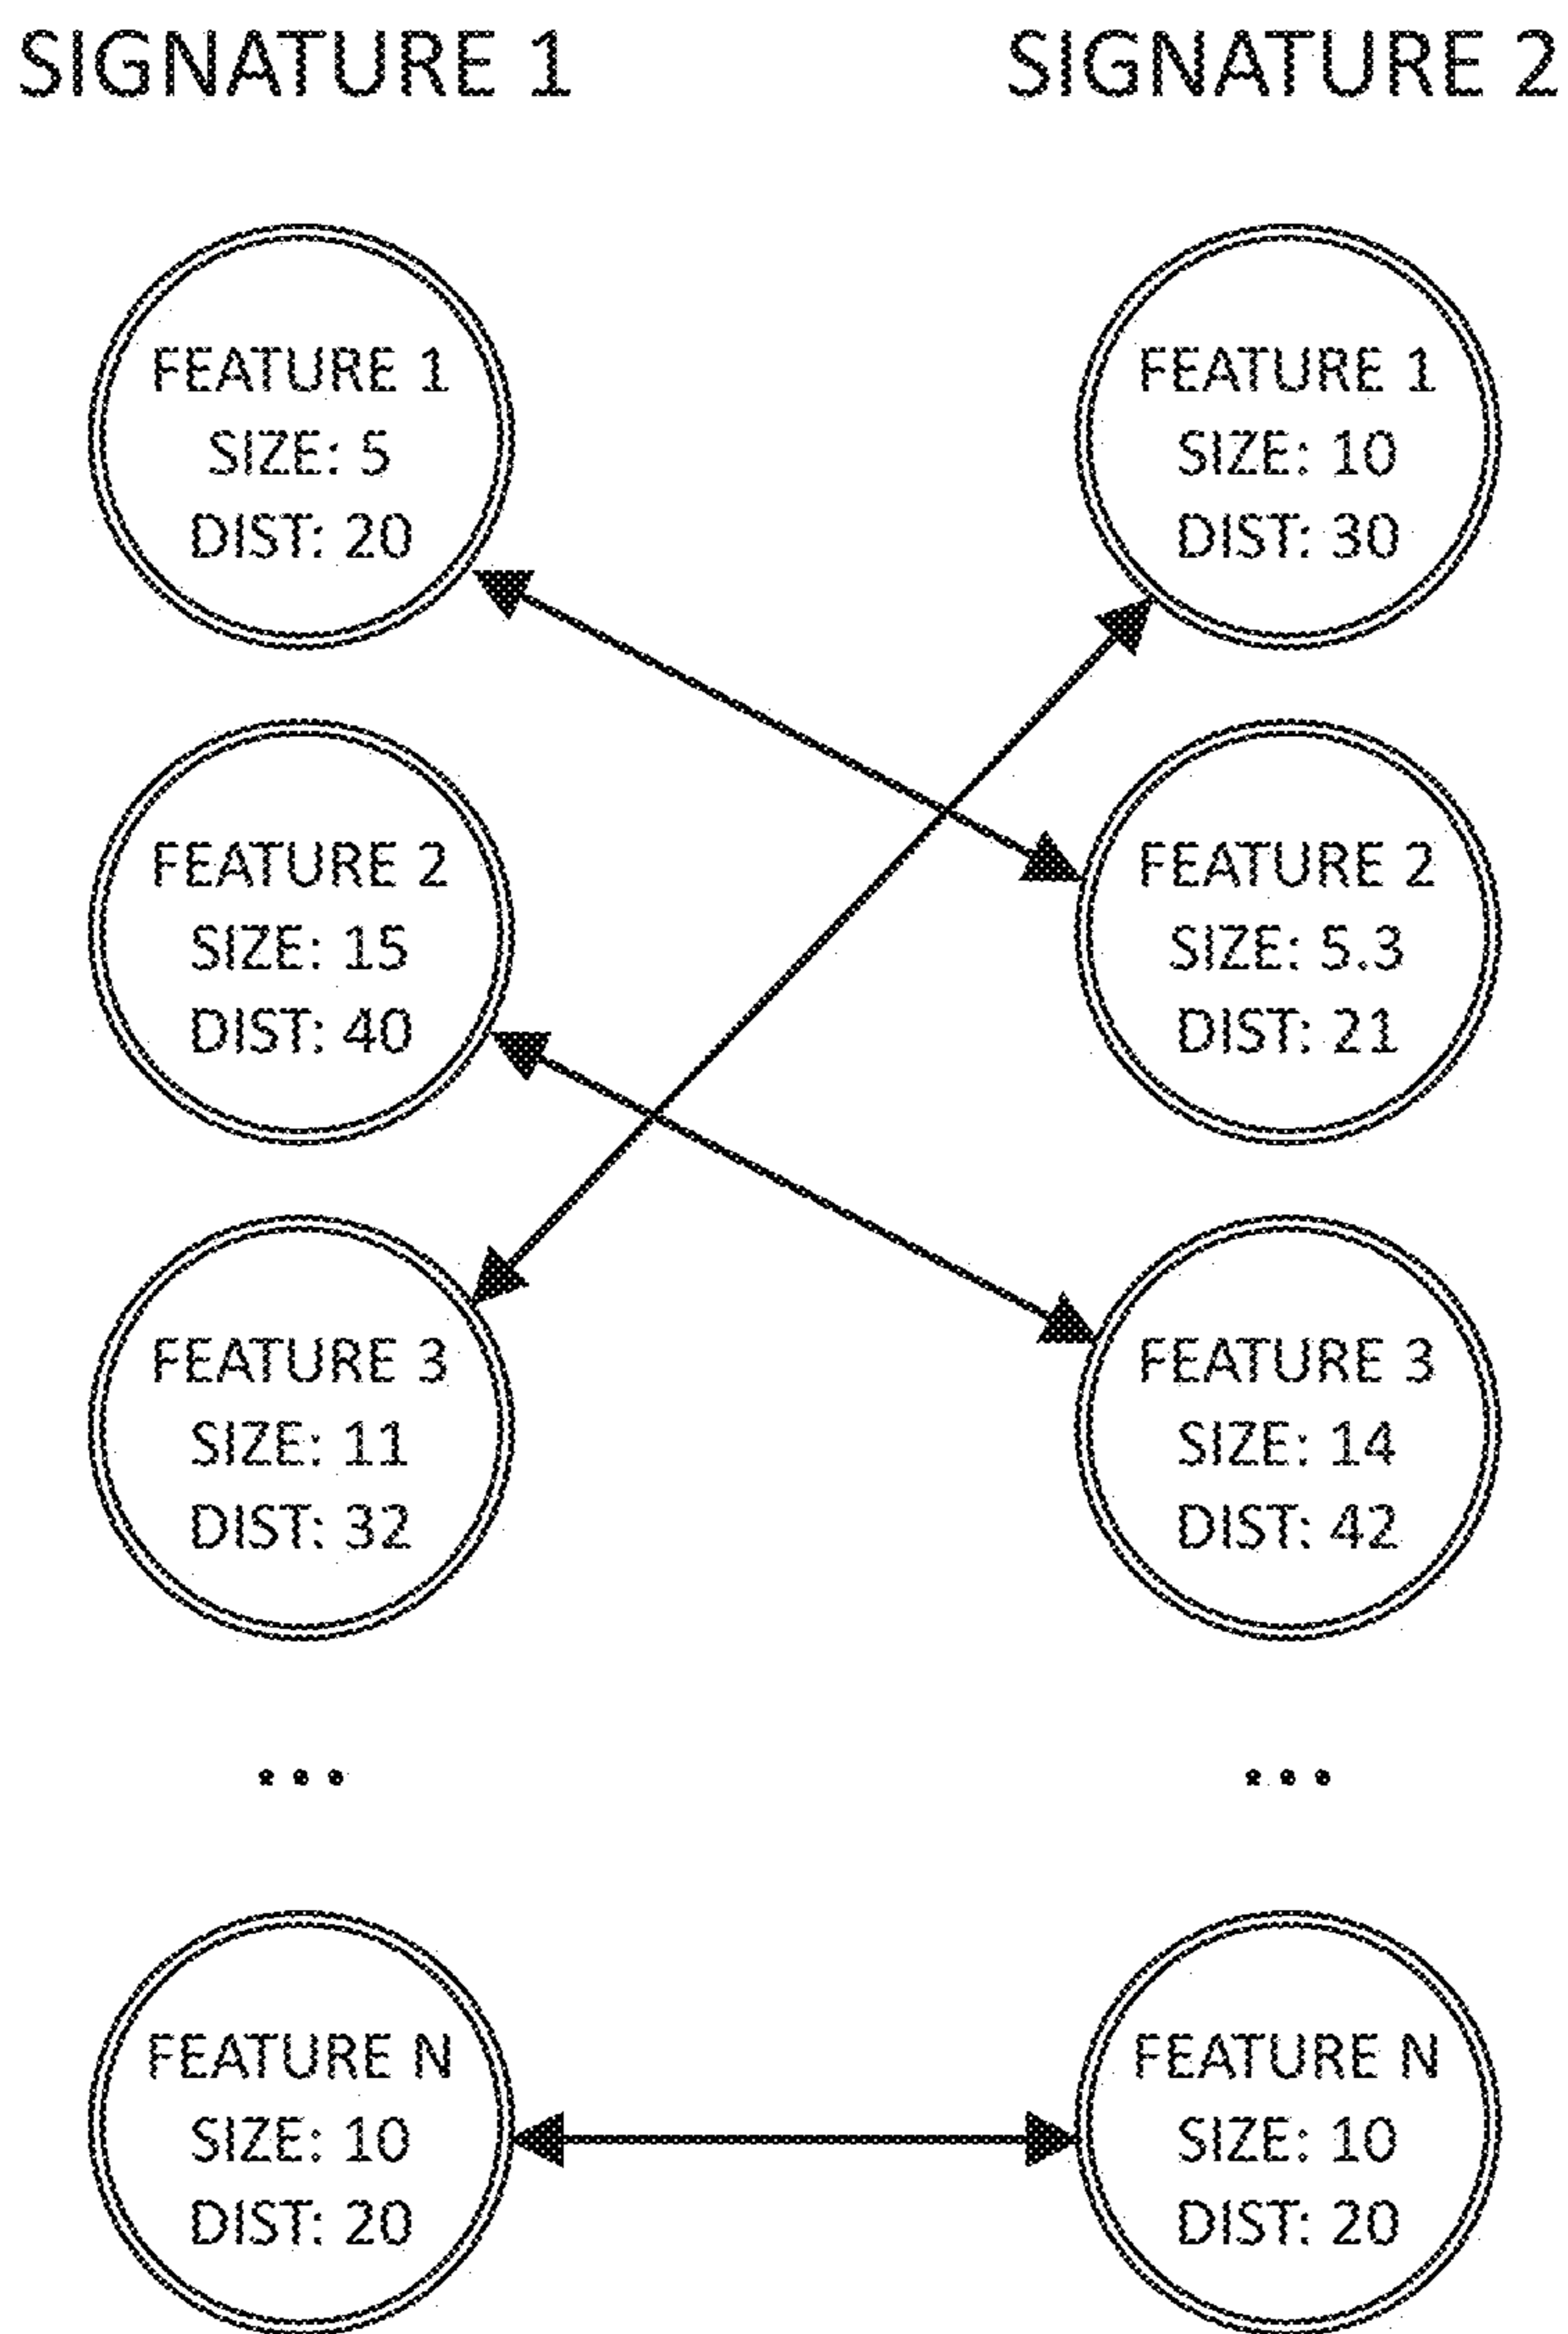 SIGNATURE 1
SIGNATURE 2
FEATURE 1
SIZE: 5
DIST: 20
FEATURE 1
SIZE: 10
DIST: 30
FEATURE 2
SIZE: 15
DIST: 40
FEATURE 2
SIZE: 5.3
DIST: 21
FEATURE 3
SIZE: 11
DIST: 32
FEATURE 3
SIZE: 14
DIST: 42
...
...
FEATURE N
SIZE: 10
DIST: 20
FEATURE N
SIZE: 10
DIST: 20